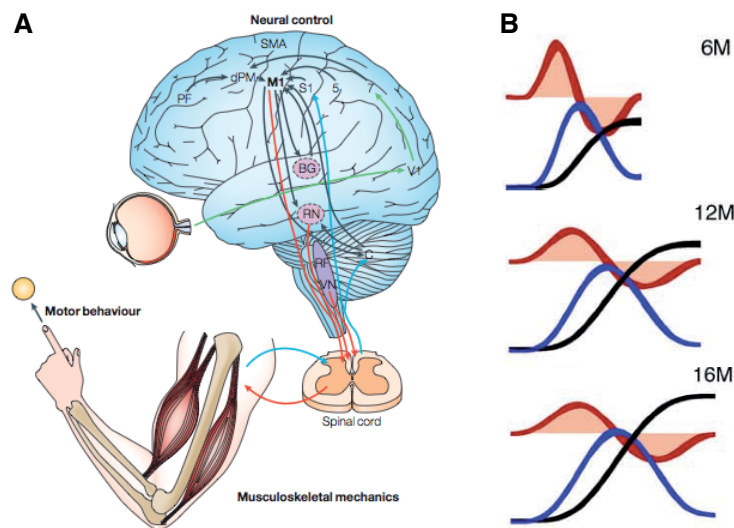 A
Neural control
SMA
dPM
M1
S1
5
7
PF
V1
BG
RN
C
RF
VN
Motor behaviour
Spinal cord
Musculoskeletal mechanics
B
6M
12M
16M